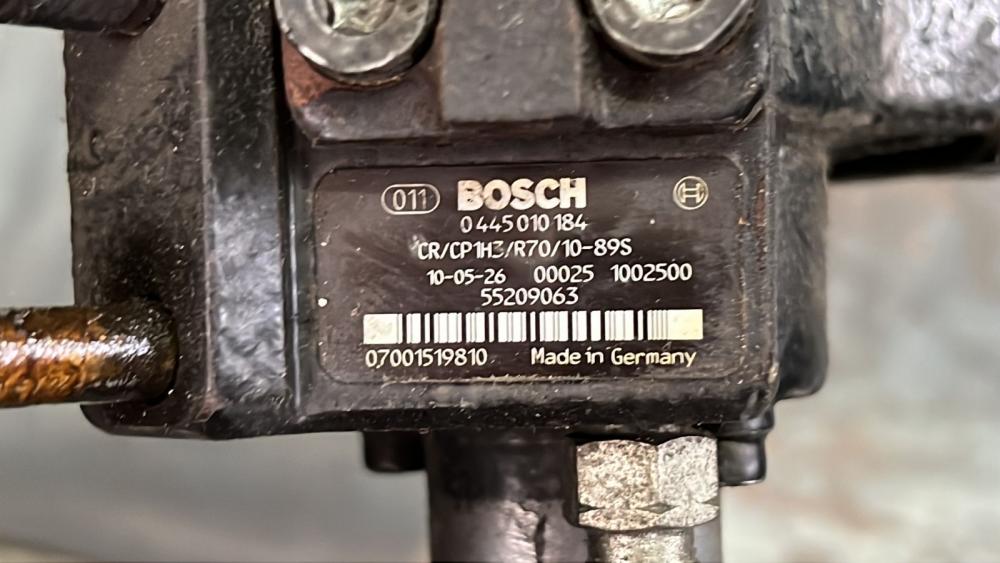 011 BOSCH
0 445 010 184
CR/CP1H3/R70/10-89S
10-05-26 00025 1002500
55209063
07001519810 Made in Germany